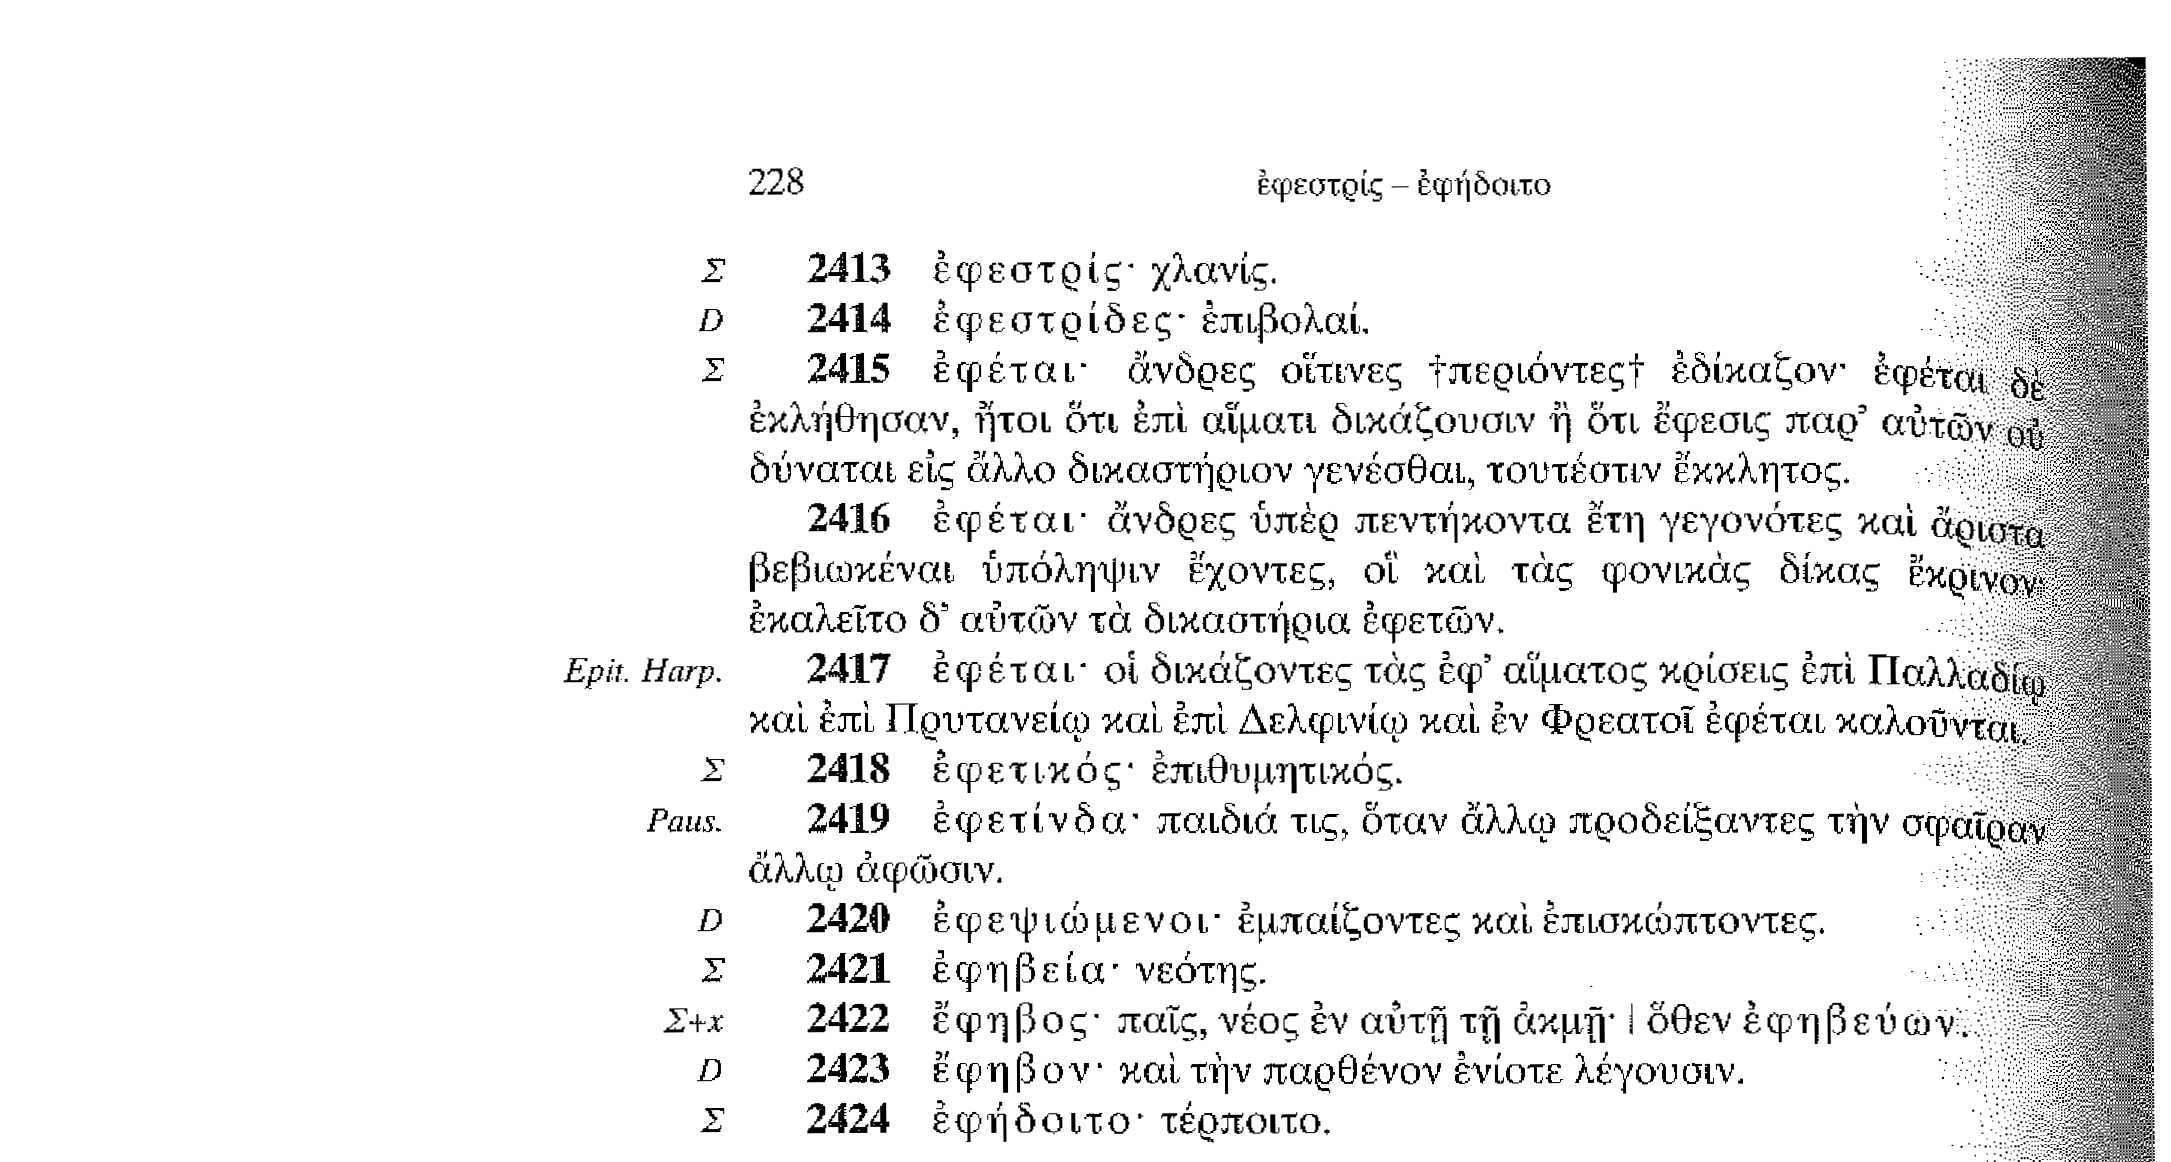 228 ἐφεστρίς – ἐφήδοιτο
Σ 2413 ἐφεστρίς· χλανίς.
D 2414 ἐφεστρίδες· ἐπιβολαί.
Σ 2415 ἐφέται· ἄνδρες οἵτινες †περιόντες† ἐδίκαζον· ἐφέται δὲ
ἐκλήθησαν, ἤτοι ὅτι ἐπὶ αἵματι δικάζουσιν ἢ ὅτι ἔφεσις παρ’ αὐτῶν οὐ
δύναται εἰς ἄλλο δικαστήριον γενέσθαι, τουτέστιν ἔκκλητος.
2416 ἐφέται· ἄνδρες ὑπὲρ πεντήκοντα ἔτη γεγονότες καὶ ἄριστα
βεβιωκέναι ὑπόληψιν ἔχοντες, οἳ καὶ τὰς φονικὰς δίκας ἔκρινον·
ἐκαλεῖτο δ’ αὐτῶν τὰ δικαστήρια ἐφετῶν.
Epit. Harp. 2417 ἐφέται· οἱ δικάζοντες τὰς ἐφ’ αἵματος κρίσεις ἐπὶ Παλλαδίῳ
καὶ ἐπὶ Πρυτανείῳ καὶ ἐπὶ Δελφινίῳ καὶ ἐν Φρεατοῖ ἐφέται καλοῦνται.
Σ 2418 ἐφετικός· ἐπιθυμητικός.
Paus. 2419 ἐφετίνδα· παιδιά τις, ὅταν ἄλλῳ προδείξαντες τὴν σφαῖραν
ἄλλῳ ἀφῶσιν.
D 2420 ἐφεψιώμενοι· ἐμπαίζοντες καὶ ἐπισκώπτοντες.
Σ 2421 ἐφηβεία· νεότης.
Σ+x 2422 ἔφηβος· παῖς, νέος ἐν αὐτῇ τῇ ἀκμῇ· | ὅθεν ἐφηβεύων.
D 2423 ἔφηβον· καὶ τὴν παρθένον ἐνίοτε λέγουσιν.
Σ 2424 ἐφήδοιτο· τέρποιτο.